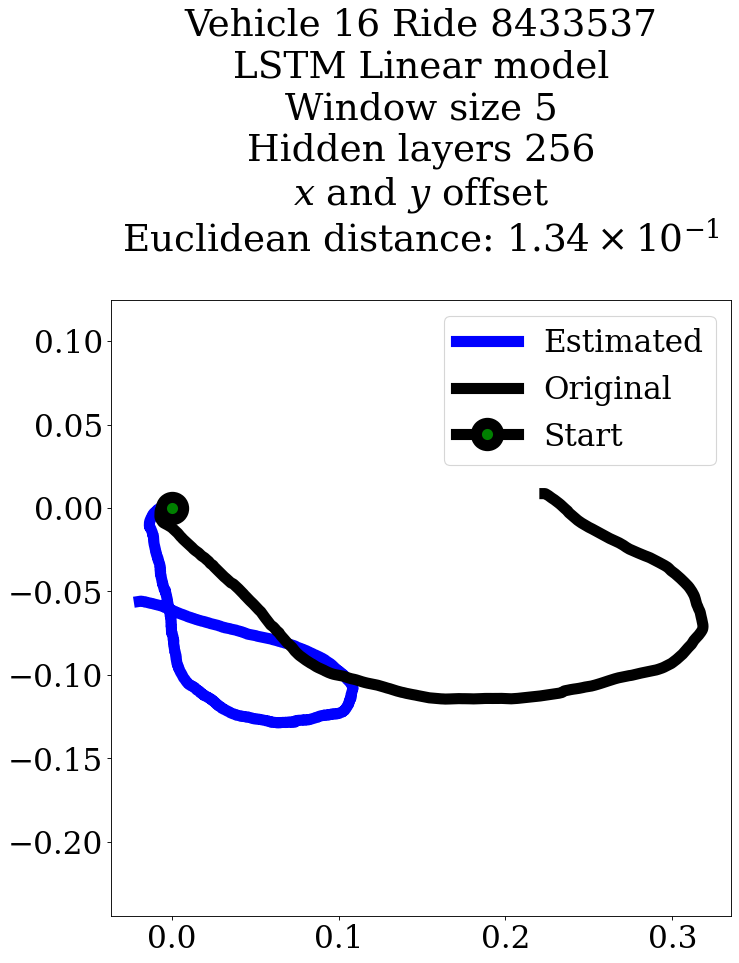 Vehicle 16 Ride 8433537
LSTM Linear model
Window size 5
Hidden layers 256
x and y offset
Euclidean distance: 1.34 × 10⁻¹
Estimated
Original
Start
0.10
0.05
0.00
−0.05
−0.10
−0.15
−0.20
0.0 0.1 0.2 0.3